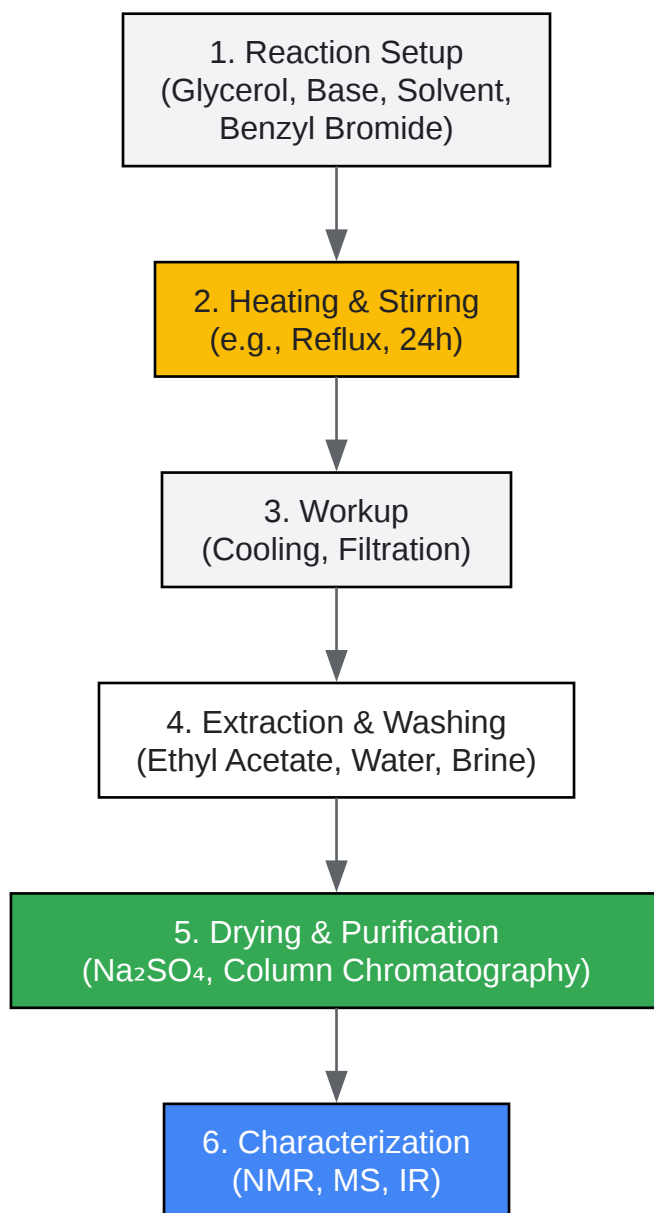 1. Reaction Setup
(Glycerol, Base, Solvent,
Benzyl Bromide)
2. Heating & Stirring
(e.g., Reflux, 24h)
3. Workup
(Cooling, Filtration)
4. Extraction & Washing
(Ethyl Acetate, Water, Brine)
5. Drying & Purification
(Na₂SO₄, Column Chromatography)
6. Characterization
(NMR, MS, IR)